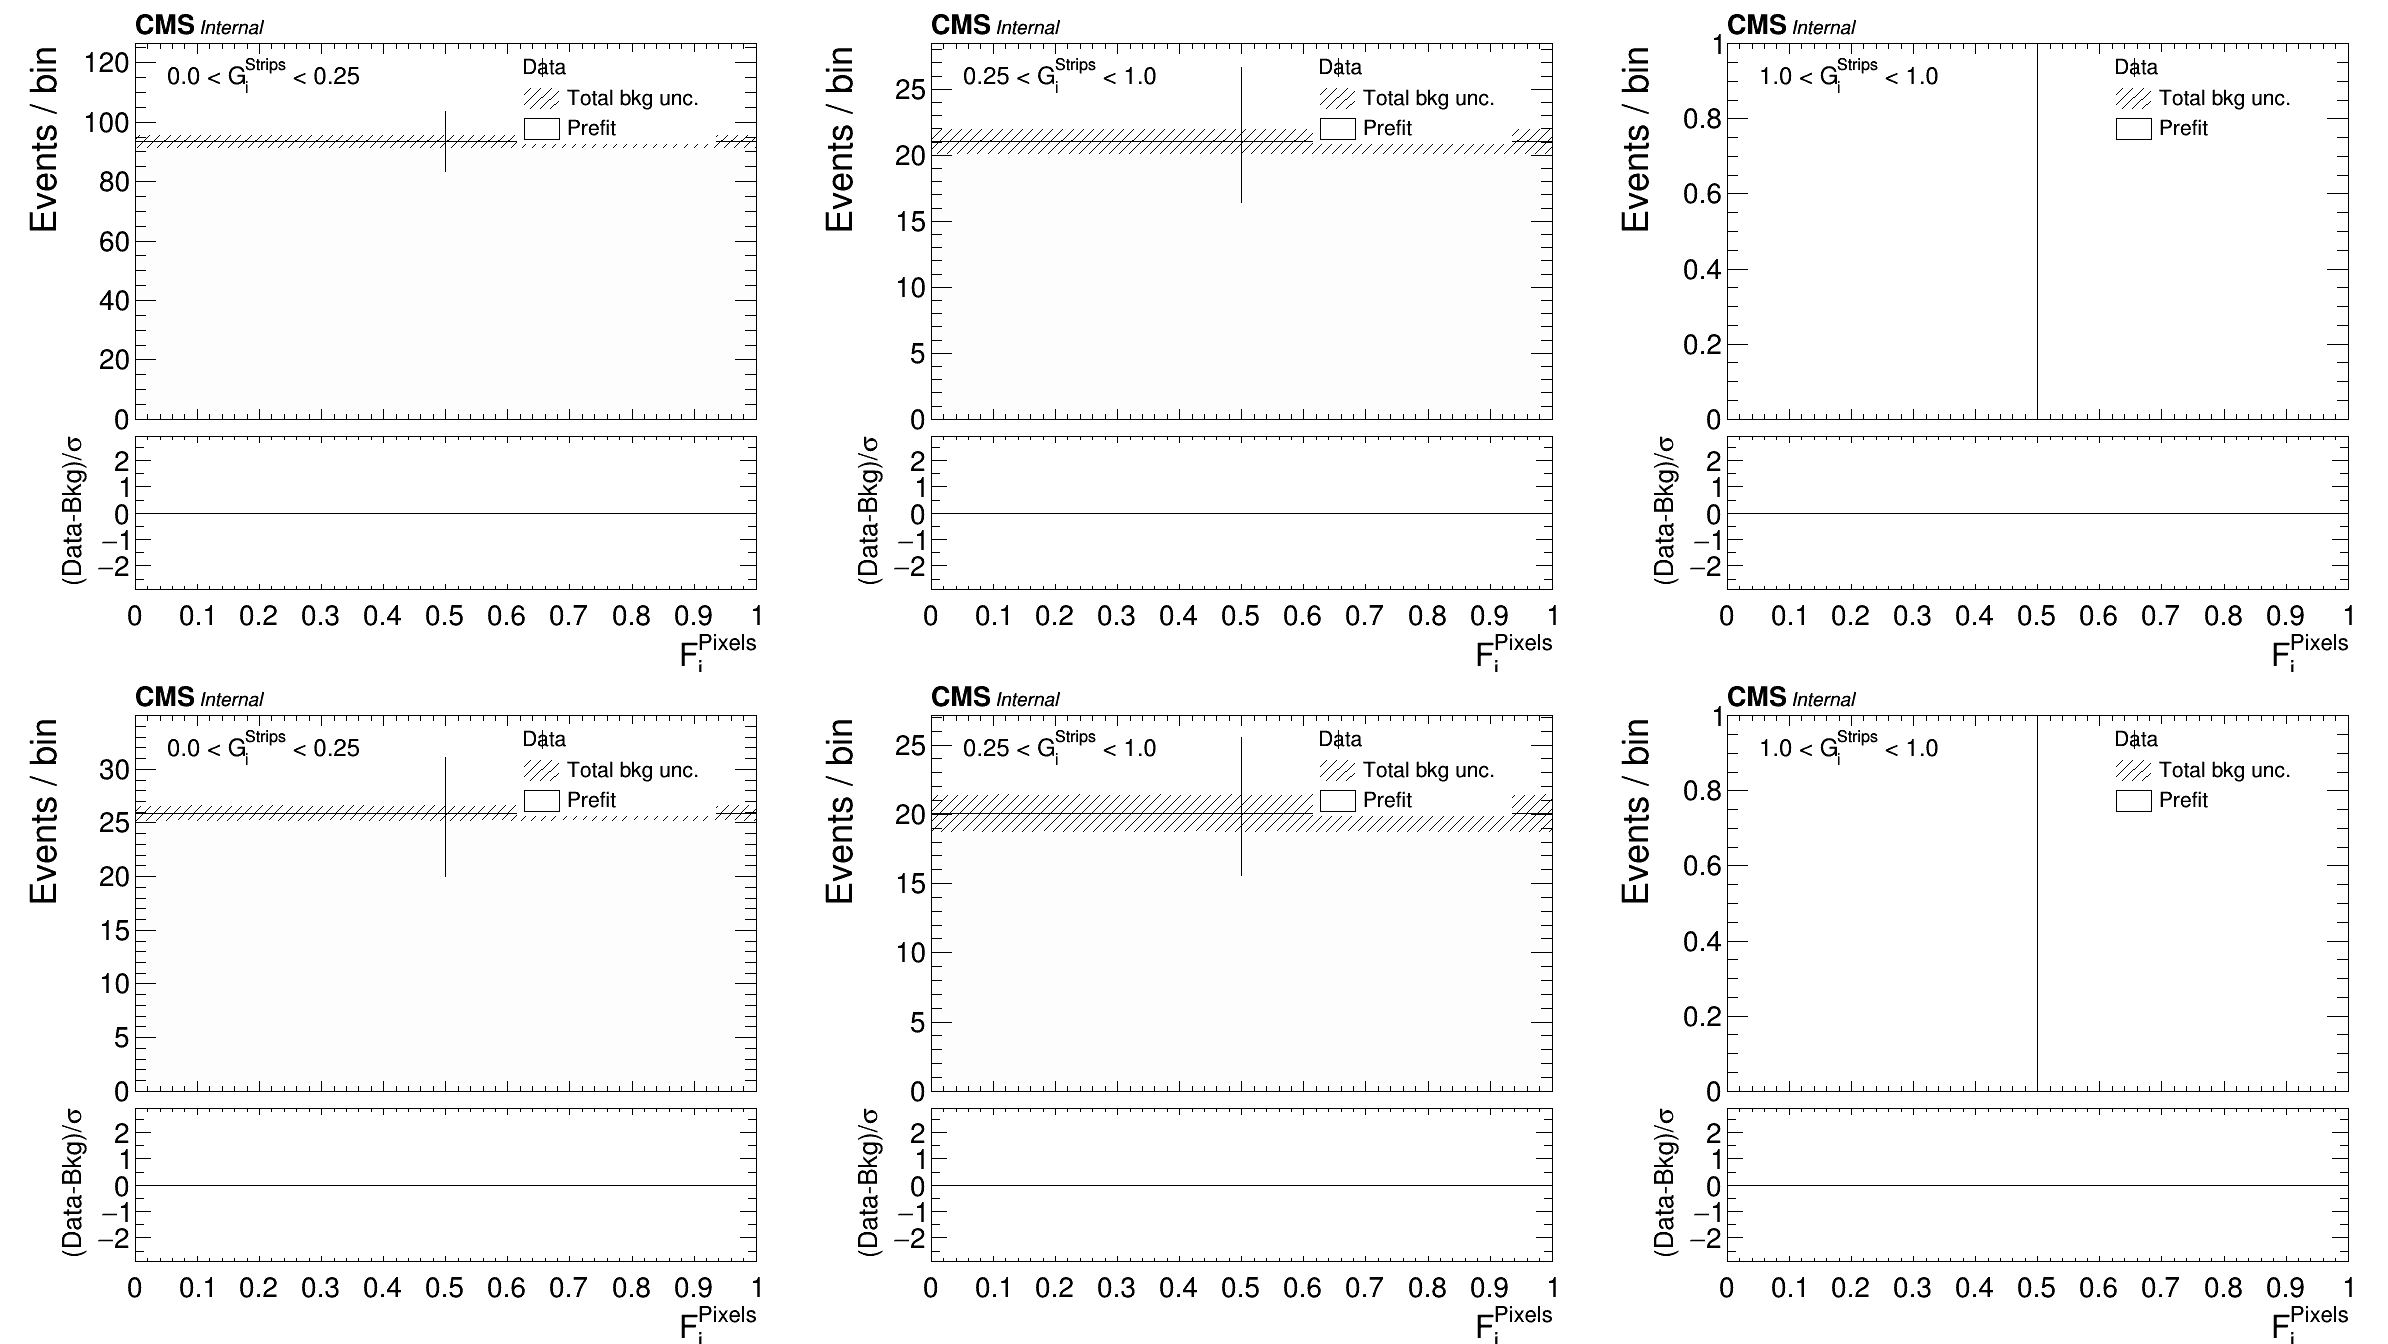 CMS Internal
Events / bin
120
100
80
60
40
20
0
0.0 < G_i^Strips < 0.25
Data
Total bkg unc.
Prefit
(Data-Bkg)/σ
2
1
0
−1
−2
0 0.1 0.2 0.3 0.4 0.5 0.6 0.7 0.8 0.9 1
F_i^Pixels
CMS Internal
Events / bin
25
20
15
10
5
0
0.25 < G_i^Strips < 1.0
Data
Total bkg unc.
Prefit
(Data-Bkg)/σ
2
1
0
−1
−2
0 0.1 0.2 0.3 0.4 0.5 0.6 0.7 0.8 0.9 1
F_i^Pixels
CMS Internal
Events / bin
1
0.8
0.6
0.4
0.2
0
1.0 < G_i^Strips < 1.0
Data
Total bkg unc.
Prefit
(Data-Bkg)/σ
2
1
0
−1
−2
0 0.1 0.2 0.3 0.4 0.5 0.6 0.7 0.8 0.9 1
F_i^Pixels
CMS Internal
Events / bin
30
25
20
15
10
5
0
0.0 < G_i^Strips < 0.25
Data
Total bkg unc.
Prefit
(Data-Bkg)/σ
2
1
0
−1
−2
0 0.1 0.2 0.3 0.4 0.5 0.6 0.7 0.8 0.9 1
F_i^Pixels
CMS Internal
Events / bin
25
20
15
10
5
0
0.25 < G_i^Strips < 1.0
Data
Total bkg unc.
Prefit
(Data-Bkg)/σ
2
1
0
−1
−2
0 0.1 0.2 0.3 0.4 0.5 0.6 0.7 0.8 0.9 1
F_i^Pixels
CMS Internal
Events / bin
1
0.8
0.6
0.4
0.2
0
1.0 < G_i^Strips < 1.0
Data
Total bkg unc.
Prefit
(Data-Bkg)/σ
2
1
0
−1
−2
0 0.1 0.2 0.3 0.4 0.5 0.6 0.7 0.8 0.9 1
F_i^Pixels